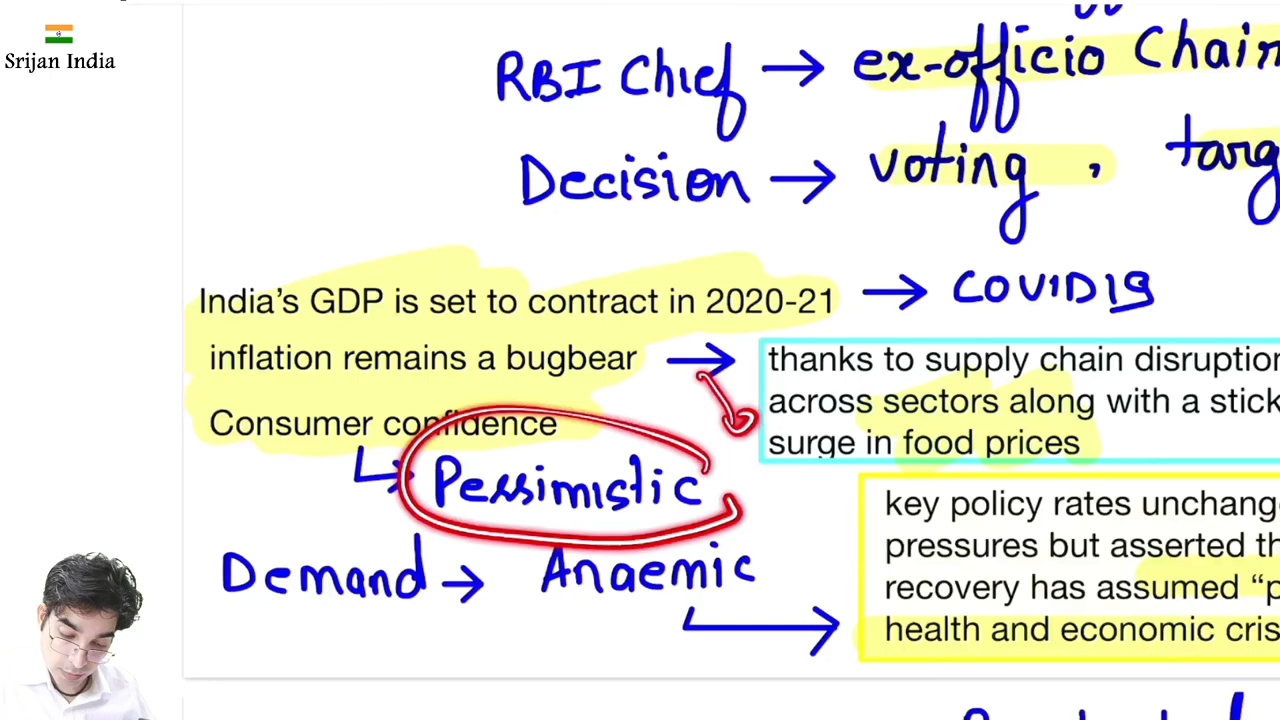 Srijan India
RBI Chief → ex-officio Chair
Decision → voting, targ
India's GDP is set to contract in 2020-21 → COVID19
inflation remains a bugbear →
thanks to supply chain disruption
across sectors along with a stick
surge in food prices
Consumer confidence
Pessimistic
Demand → Anaemic
key policy rates unchange
pressures but asserted th
recovery has assumed “p
health and economic cris